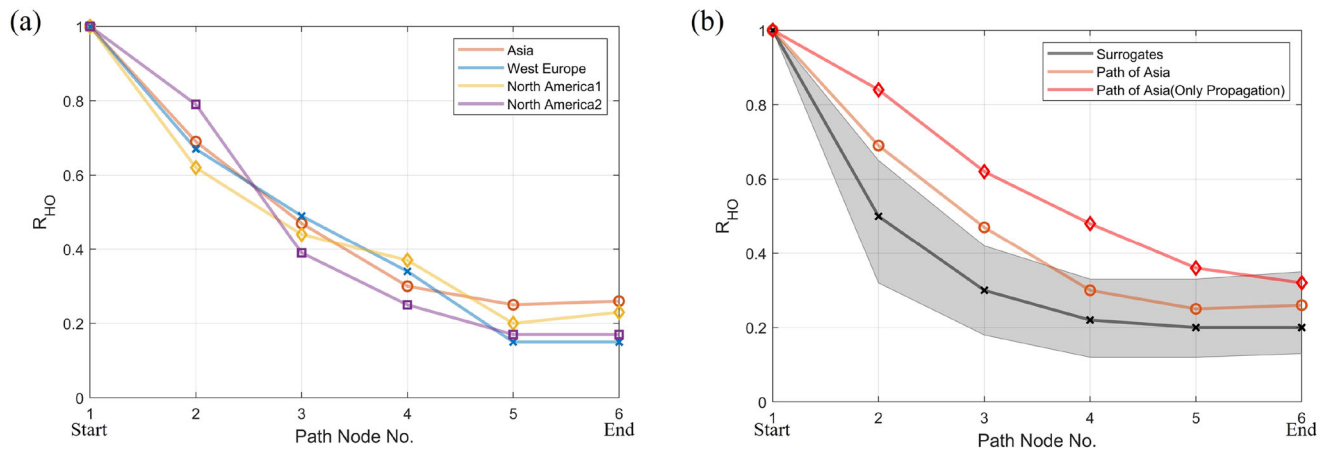 (a)
1
0.8
0.6
0.4
0.2
0
R_HO
Asia
West Europe
North America1
North America2
1 2 3 4 5 6
Start End
Path Node No.
(b)
1
0.8
0.6
0.4
0.2
0
R_HO
Surrogates
Path of Asia
Path of Asia(Only Propagation)
1 2 3 4 5 6
Start End
Path Node No.